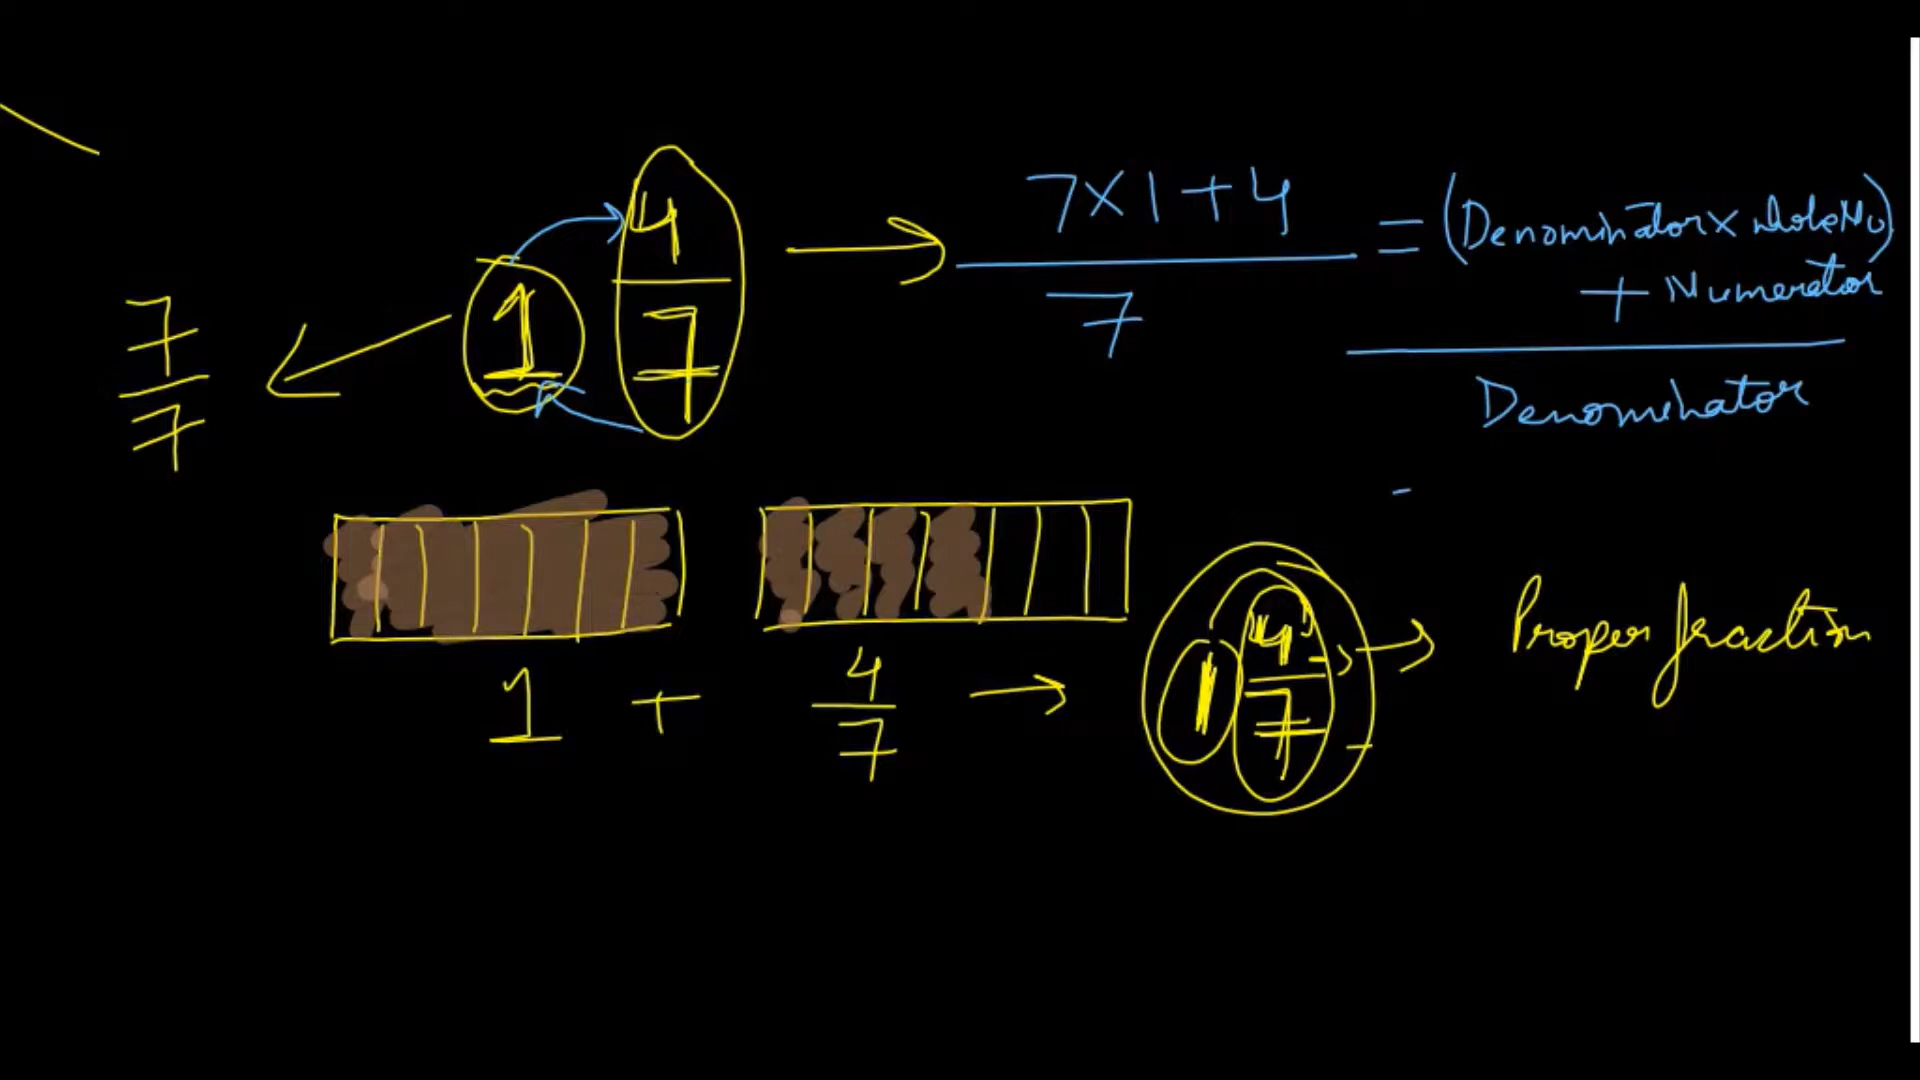 7/7 ← 1 4/7 → (7×1+4)/7 = (Denominator × Whole No) + Numerator / Denominator
1 + 4/7 → 1 4/7 → Proper fraction